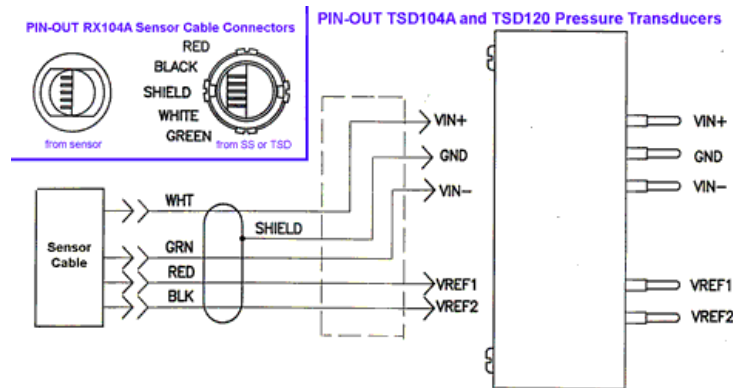 PIN-OUT RX104A Sensor Cable Connectors
RED
BLACK
SHIELD
WHITE
GREEN
from sensor
from SS or TSD
PIN-OUT TSD104A and TSD120 Pressure Transducers
VIN+
GND
VIN−
VREF1
VREF2
VIN+
GND
VIN−
VREF1
VREF2
Sensor
Cable
WHT
SHIELD
GRN
RED
BLK